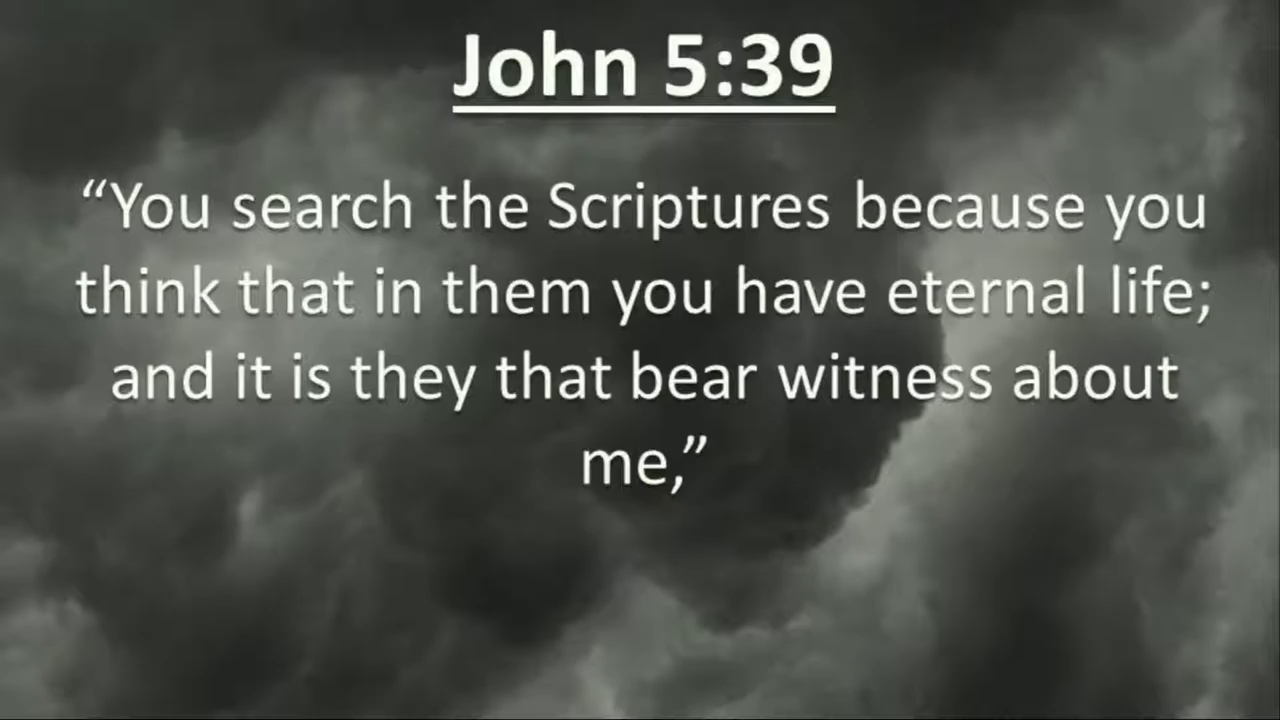 John 5:39
“You search the Scriptures because you
think that in them you have eternal life;
and it is they that bear witness about
me,”